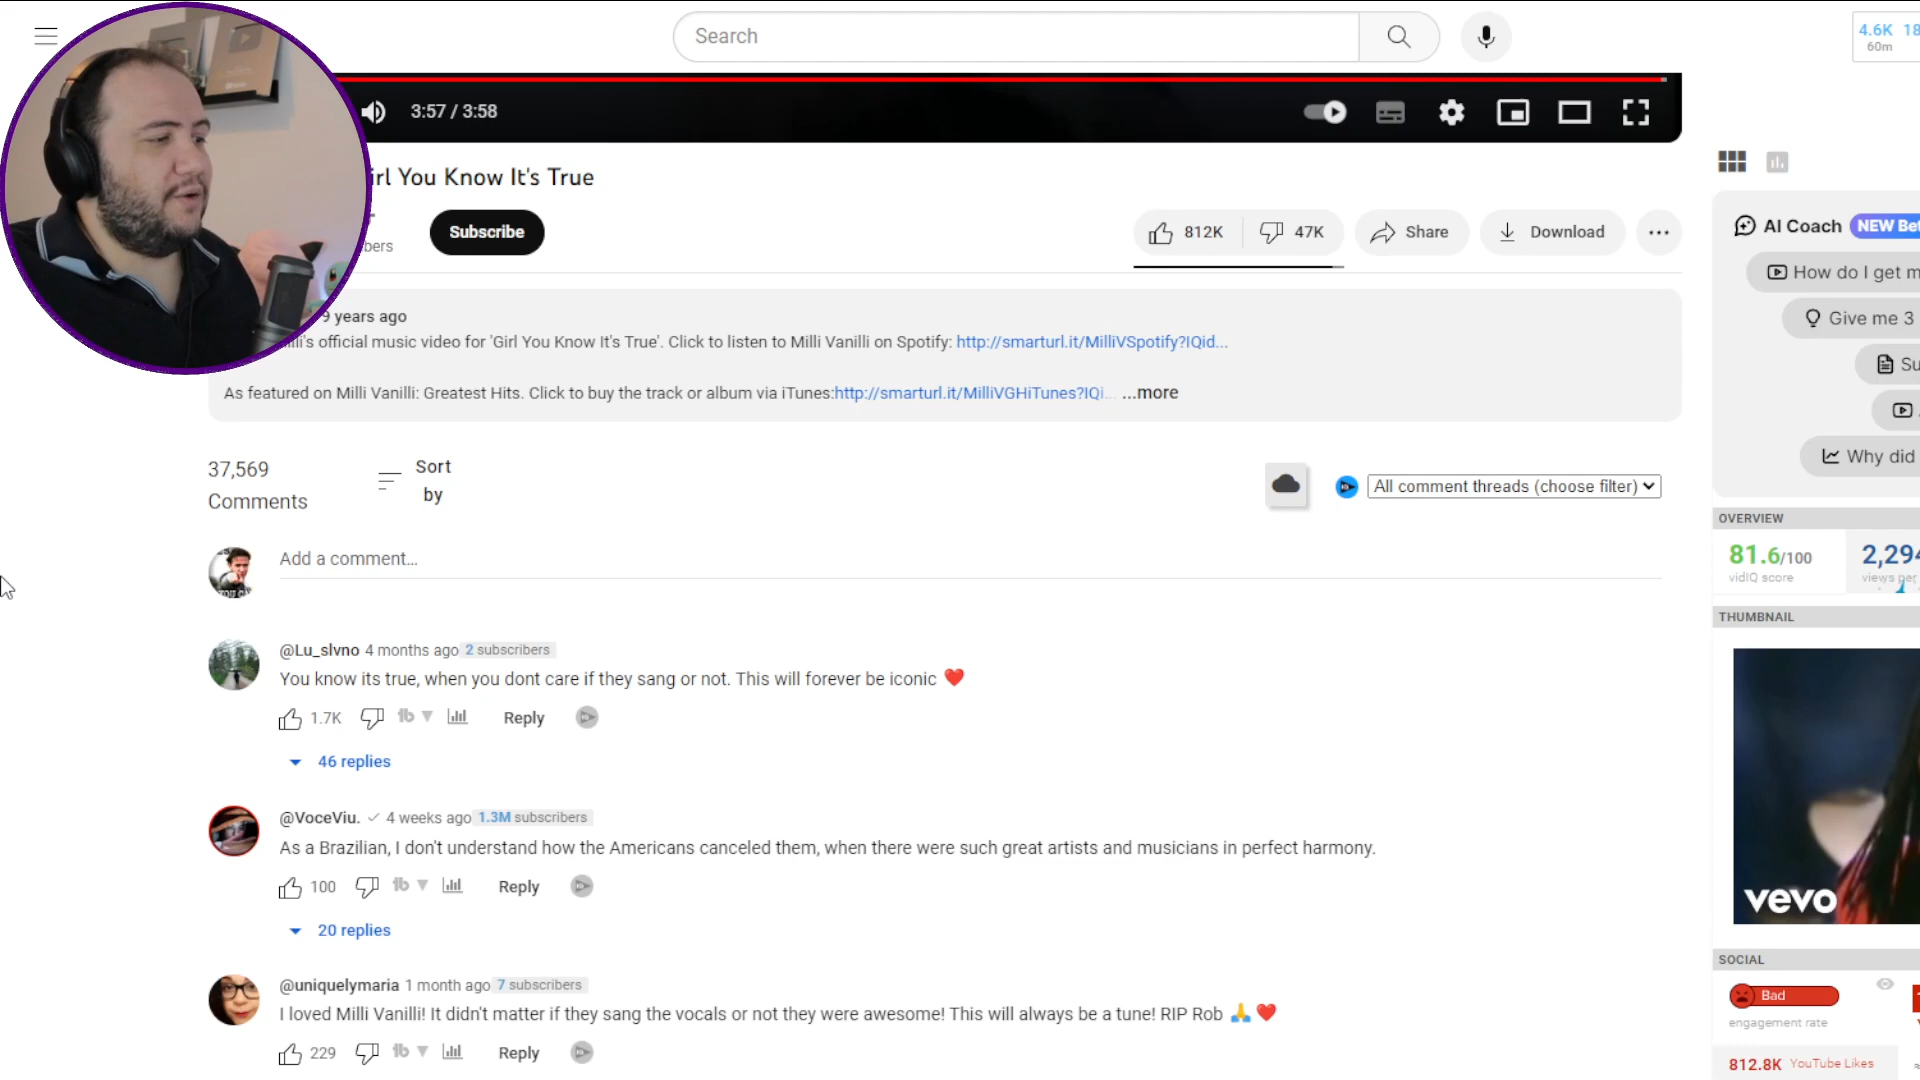 Search
4.6K 18
60m
3:57 / 3:58
irl You Know It's True
bers
Subscribe
812K
47K
Share
Download
AI Coach NEW Bet
How do I get m
Give me 3
Su
Why did
9 years ago
lli's official music video for 'Girl You Know It's True'. Click to listen to Milli Vanilli on Spotify: http://smarturl.it/MilliVSpotify?IQid...
As featured on Milli Vanilli: Greatest Hits. Click to buy the track or album via iTunes:http://smarturl.it/MilliVGHiTunes?IQi... ...more
37,569
Comments
Sort
by
All comment threads (choose filter)
OVERVIEW
81.6/100
vidIQ score
2,294
views per
Add a comment...
THUMBNAIL
@Lu_slvno 4 months ago 2 subscribers
You know its true, when you dont care if they sang or not. This will forever be iconic ❤️
1.7K
Reply
46 replies
@VoceViu. 4 weeks ago 1.3M subscribers
As a Brazilian, I don't understand how the Americans canceled them, when there were such great artists and musicians in perfect harmony.
100
Reply
20 replies
vevo
@uniquelymaria 1 month ago 7 subscribers
I loved Milli Vanilli! It didn't matter if they sang the vocals or not they were awesome! This will always be a tune! RIP Rob 🙏 ❤️
229
Reply
SOCIAL
Bad
engagement rate
812.8K YouTube Likes